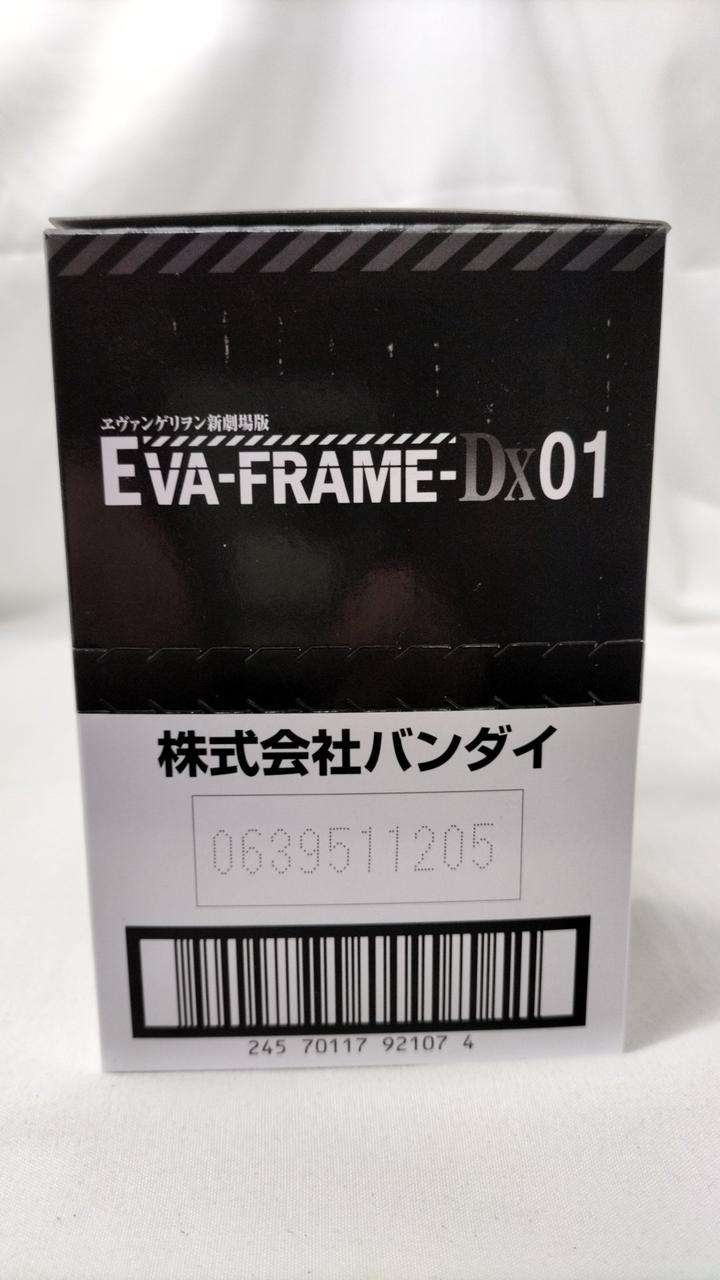 ヱヴァンゲリヲン新劇場版
EVA-FRAME-Dx01
株式会社バンダイ
0639511205
245 70117 92107 4